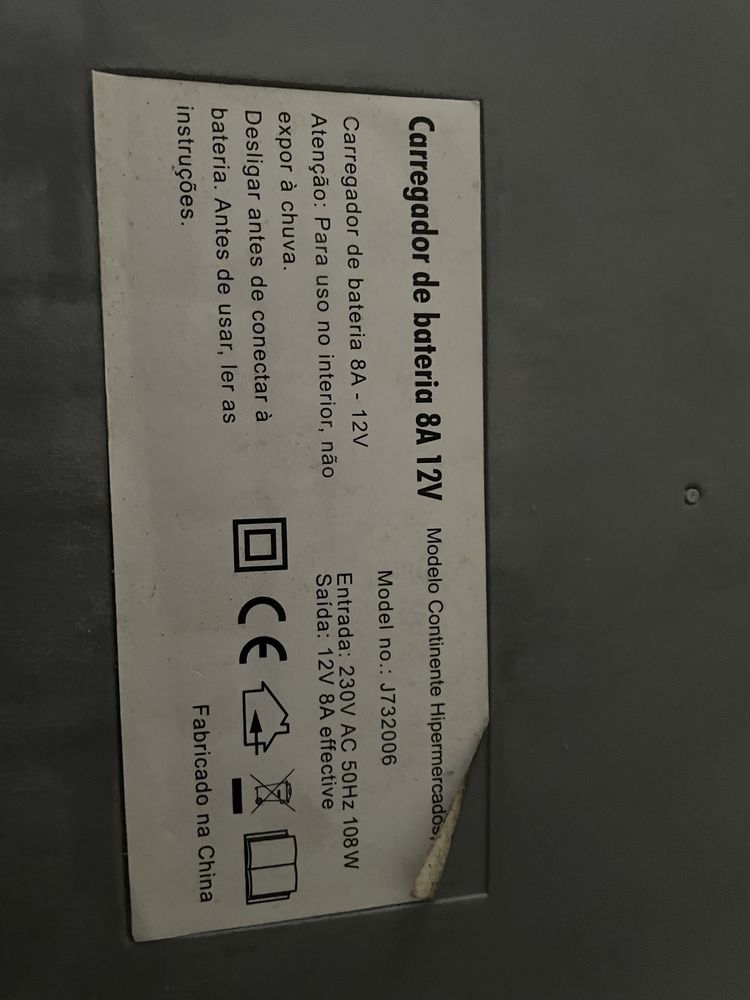 Carregador de bateria 8A 12V
Modelo Continente Hipermercados,
Carregador de bateria 8A - 12V
Atenção: Para uso no interior, não
expor à chuva.
Desligar antes de conectar à
bateria. Antes de usar, ler as
instruções.
Model no.: J732006
Entrada: 230V AC 50Hz 108W
Saída: 12V 8A effective
CE
Fabricado na China